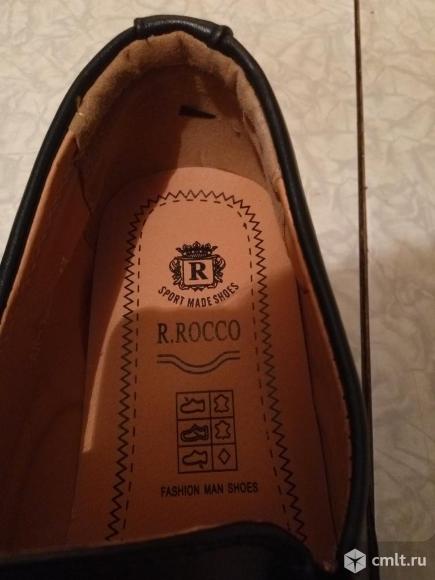 R
SPORT MADE SHOES
R.ROCCO
FASHION MAN SHOES
cmlt.ru